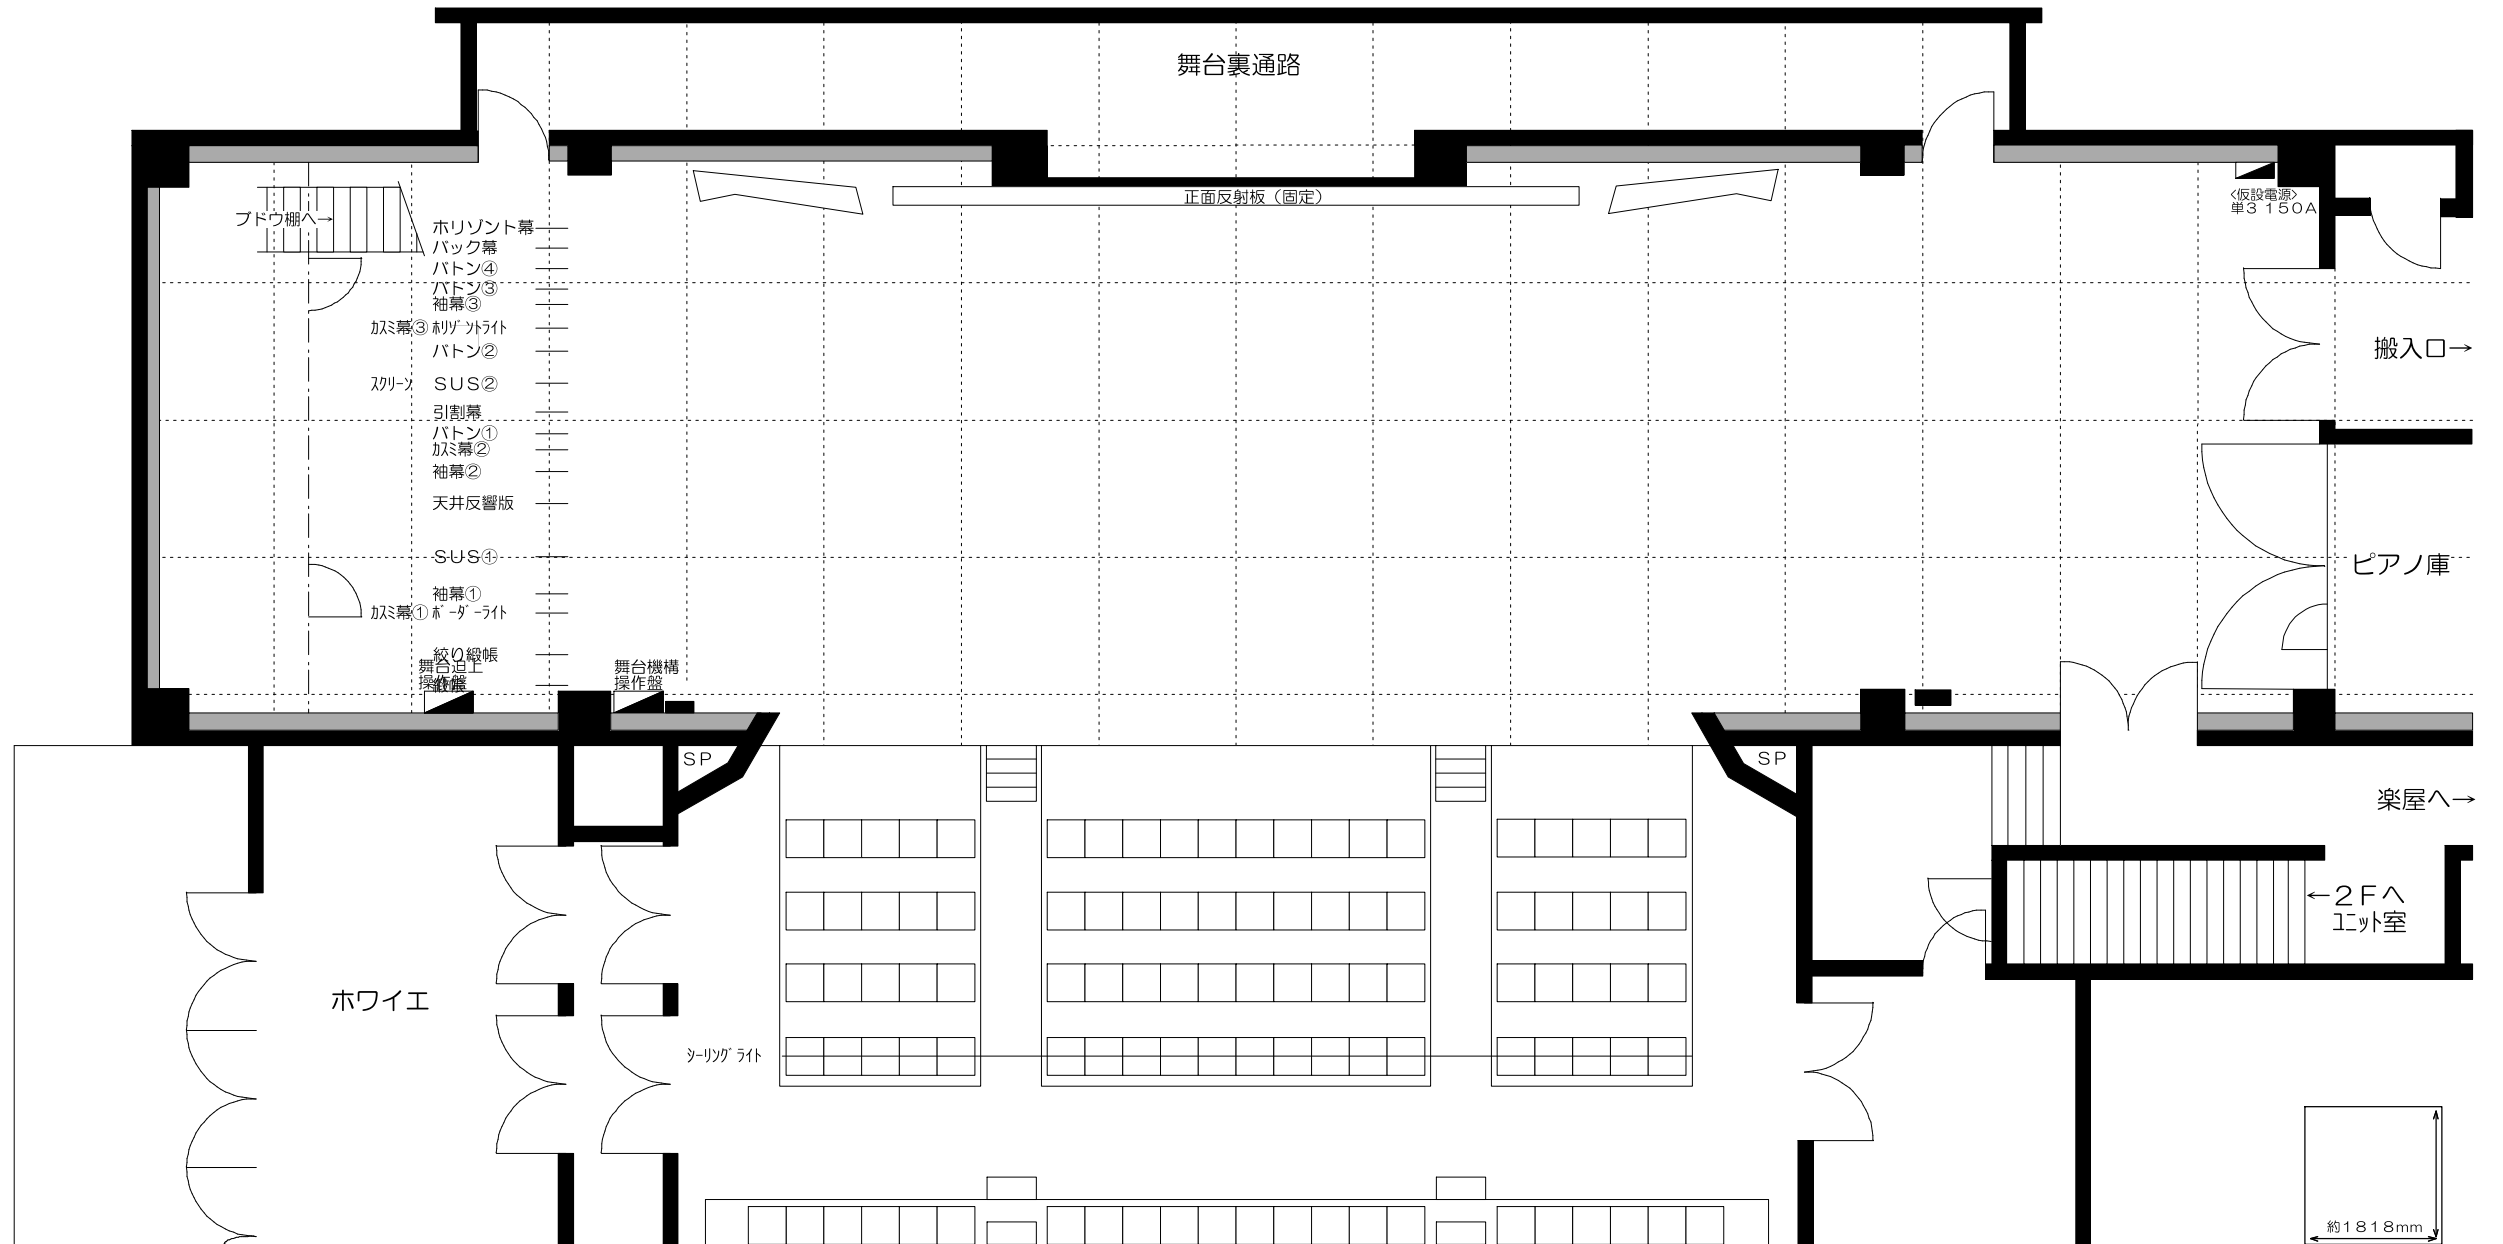 舞台裏通路
正面反射板（固定）
<仮設電源>
単3 150A
ブドウ棚へ→
ホリゾント幕
バック幕
バトン④
バトン③
袖幕③
ｶｽﾐ幕③ ﾎﾘｿﾞﾝﾄﾗｲﾄ
バトン②
ｽｸﾘｰﾝ SUS②
引割幕
バトン①
ｶｽﾐ幕②
袖幕②
天井反響版
SUS①
袖幕①
ｶｽﾐ幕① ﾎﾞｰﾀﾞｰﾗｲﾄ
絞り緞帳
舞台迫上
操作盤
緞帳
舞台機構
操作盤
搬入口→
ピアノ庫
SP
SP
楽屋へ→
←2Fへ
ﾕﾆｯﾄ室
ホワイエ
ｼｰﾘﾝｸﾞﾗｲﾄ
約1818mm